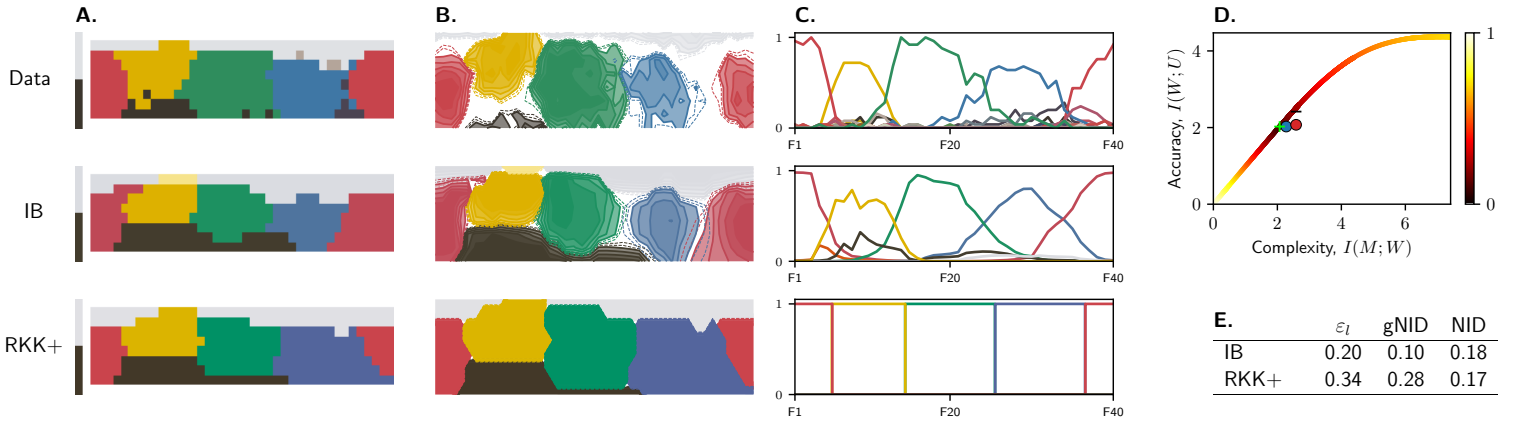 A.
B.
C.
D.
Data
IB
RKK+
1
0
F1
F20
F40
1
0
F1
F20
F40
1
0
F1
F20
F40
4
2
0
0
2
4
6
Accuracy, I(W; U)
Complexity, I(M; W)
1
0
E.
εl gNID NID
IB 0.20 0.10 0.18
RKK+ 0.34 0.28 0.17